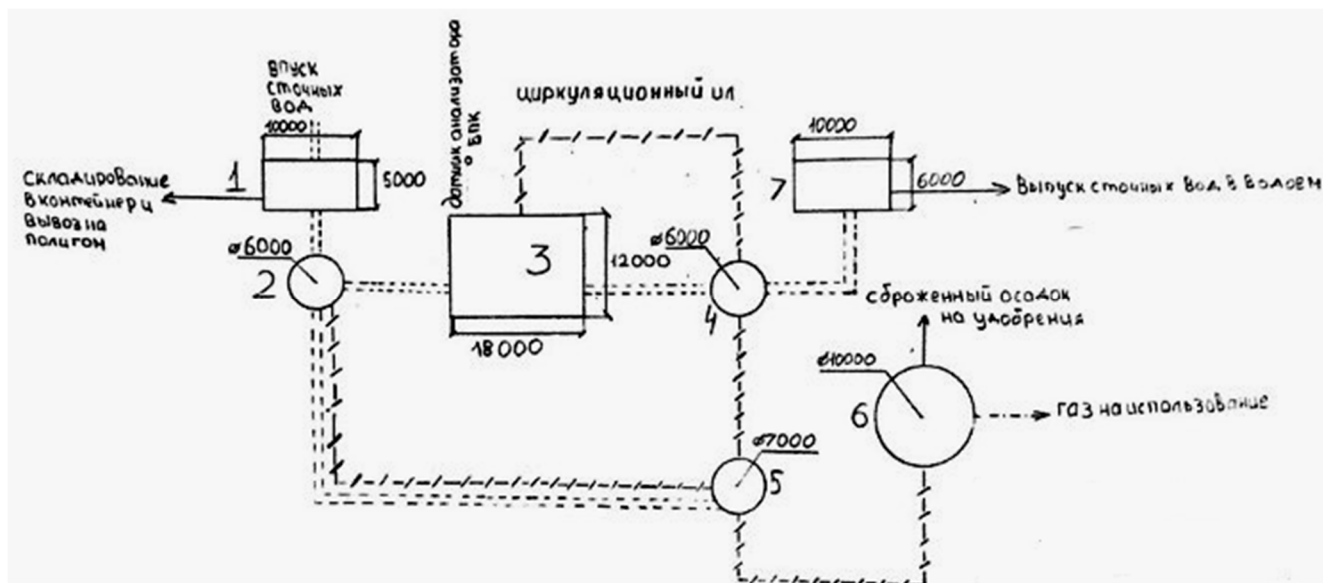 ВПУСК
СТОЧНЫХ
ВОД
10000
1
5000
складирование
в контейнер и
вывоз на
полигон
ø6000
2
датчик анализатора
БПК
циркуляционный ил
3
12000
18000
ø6000
4
10000
7
6000
Выпуск сточных вод в водоем
сброженный осадок
на удобрения
ø10000
6
газ на использование
ø7000
5